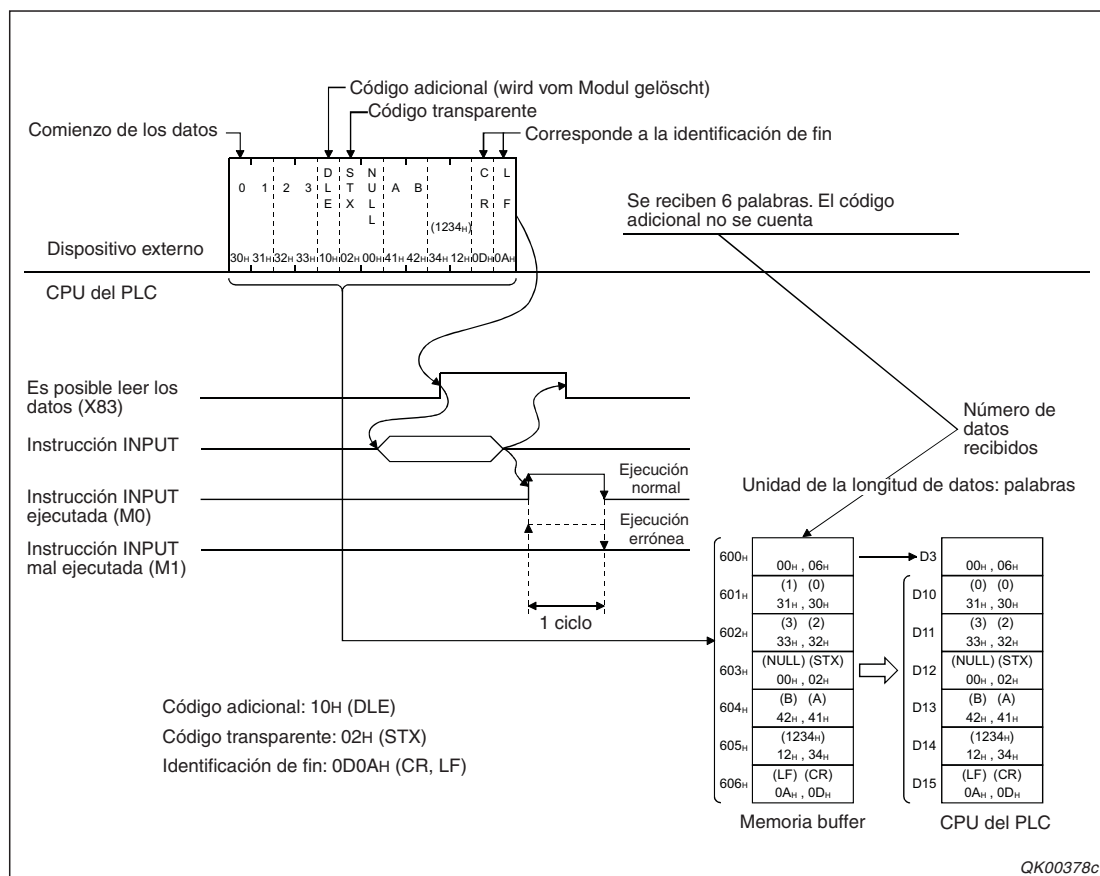 Código adicional (wird vom Modul gelöscht)
Código transparente
Comienzo de los datos
Corresponde a la identificación de fin
0 1 2 3 DLE STX NULL A B (1234H) CR LF
Se reciben 6 palabras. El código
adicional no se cuenta
Dispositivo externo
30H 31H 32H 33H 10H 02H 00H 41H 42H 34H 12H 0DH 0AH
CPU del PLC
Es posible leer los
datos (X83)
Instrucción INPUT
Número de
datos
recibidos
Instrucción INPUT
ejecutada (M0)
Ejecución
normal
Unidad de la longitud de datos: palabras
Instrucción INPUT
mal ejecutada (M1)
Ejecución
errónea
1 ciclo
600H 00H , 06H D3 00H , 06H
(1) (0) (0) (0)
601H 31H , 30H D10 31H , 30H
(3) (2) (3) (2)
602H 33H , 32H D11 33H , 32H
(NULL) (STX) (NULL) (STX)
603H 00H , 02H D12 00H , 02H
(B) (A) (B) (A)
604H 42H , 41H D13 42H , 41H
(1234H) (1234H)
605H 12H , 34H D14 12H , 34H
(LF) (CR) (LF) (CR)
606H 0AH , 0DH D15 0AH , 0DH
Memoria buffer CPU del PLC
Código adicional: 10H (DLE)
Código transparente: 02H (STX)
Identificación de fin: 0D0AH (CR, LF)
QK00378c